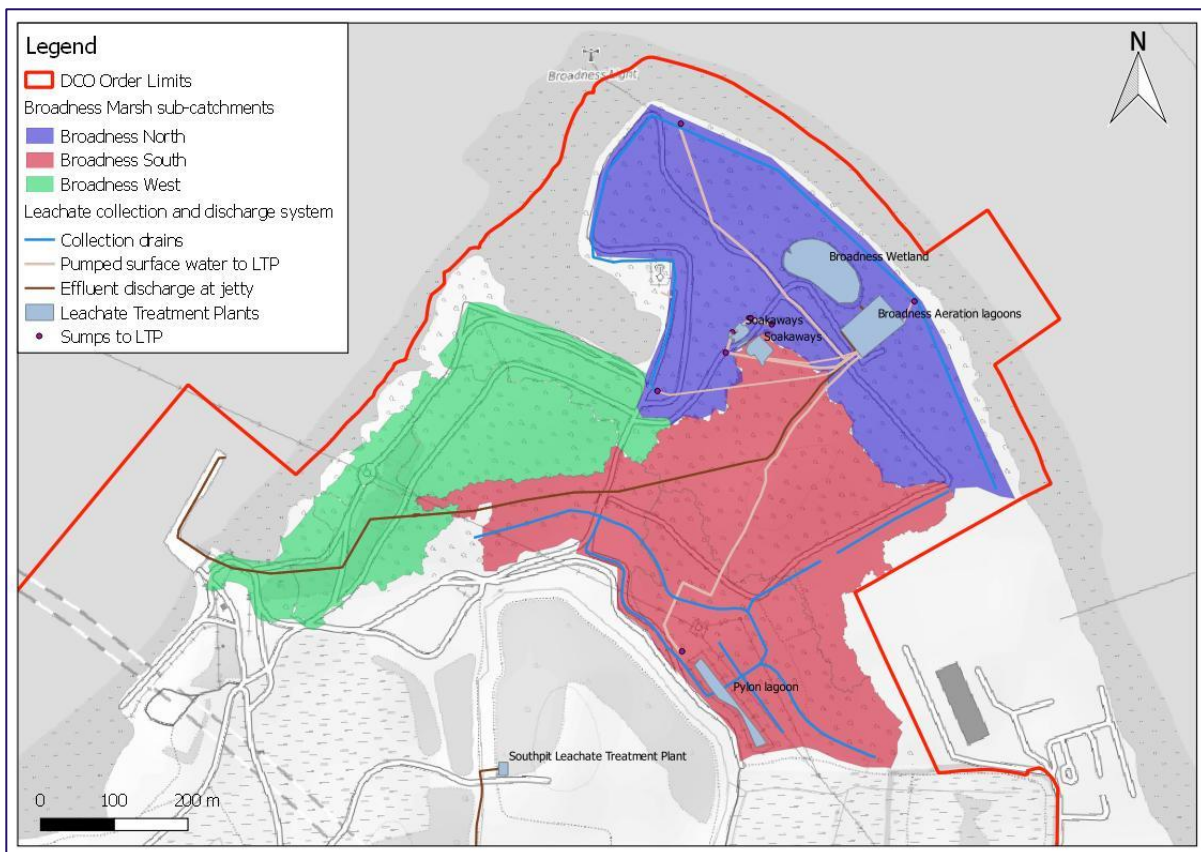 Legend
DCO Order Limits
Broadness Marsh sub-catchments
Broadness North
Broadness South
Broadness West
Leachate collection and discharge system
Collection drains
Pumped surface water to LTP
Effluent discharge at jetty
Leachate Treatment Plants
Sumps to LTP
Broadness Light
N
Broadness Wetland
Broadness Aeration lagoons
Soakaways
Soakaways
Pylon lagoon
Southpit Leachate Treatment Plant
0 100 200 m